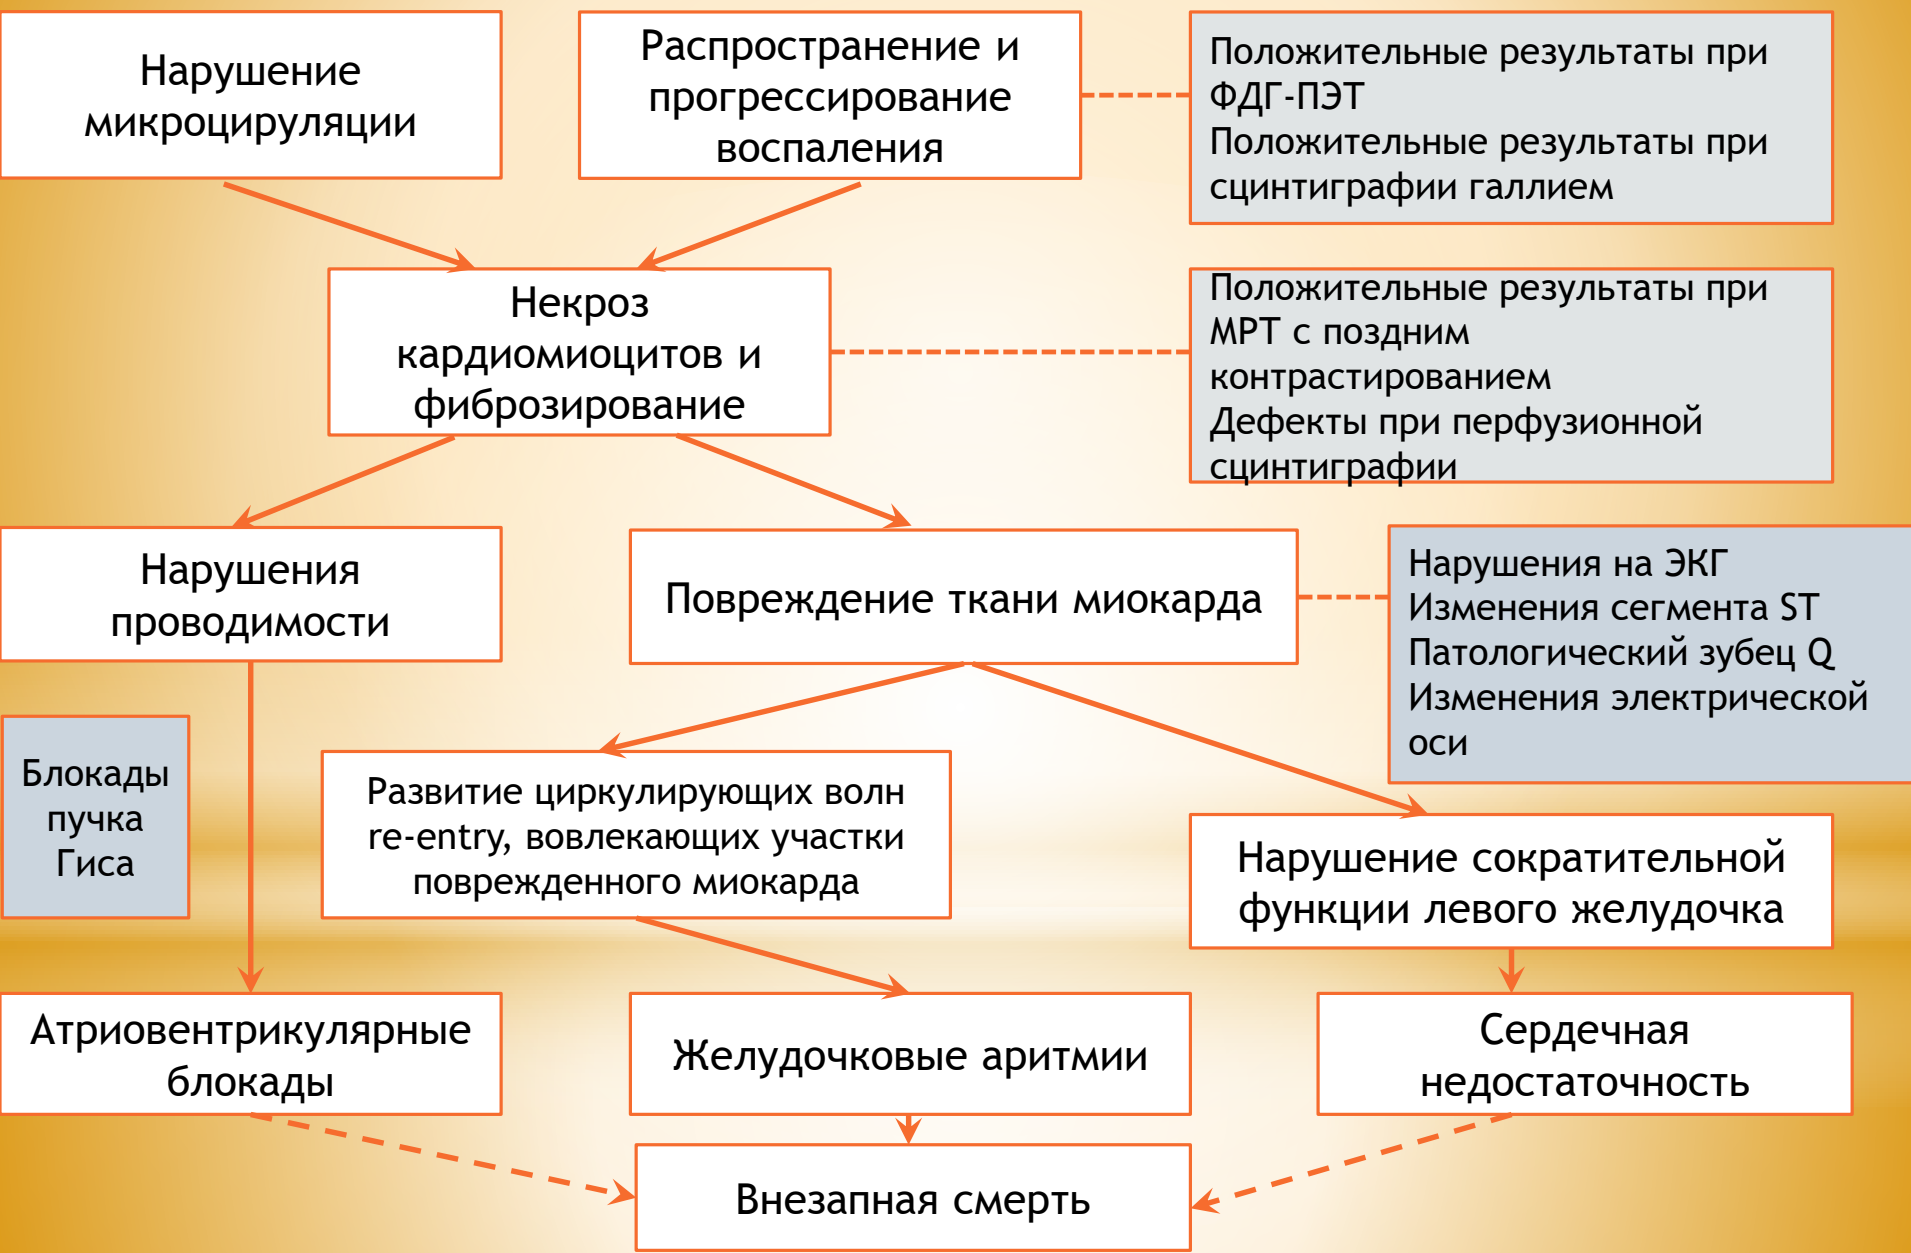 Нарушение
микроцируляции
Распространение и
прогрессирование
воспаления
Положительные результаты при
ФДГ-ПЭТ
Положительные результаты при
сцинтиграфии галлием
Некроз
кардиомиоцитов и
фиброзирование
Положительные результаты при
МРТ с поздним
контрастированием
Дефекты при перфузионной
сцинтиграфии
Нарушения
проводимости
Повреждение ткани миокарда
Нарушения на ЭКГ
Изменения сегмента ST
Патологический зубец Q
Изменения электрической
оси
Блокады
пучка
Гиса
Развитие циркулирующих волн
re-entry, вовлекающих участки
поврежденного миокарда
Нарушение сократительной
функции левого желудочка
Атриовентрикулярные
блокады
Желудочковые аритмии
Сердечная
недостаточность
Внезапная смерть